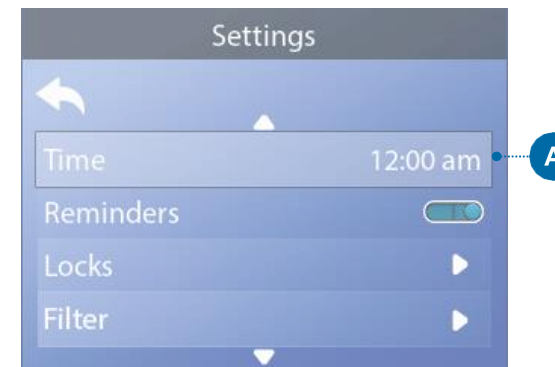 Settings
Time 12:00 am
A
Reminders
Locks
Filter